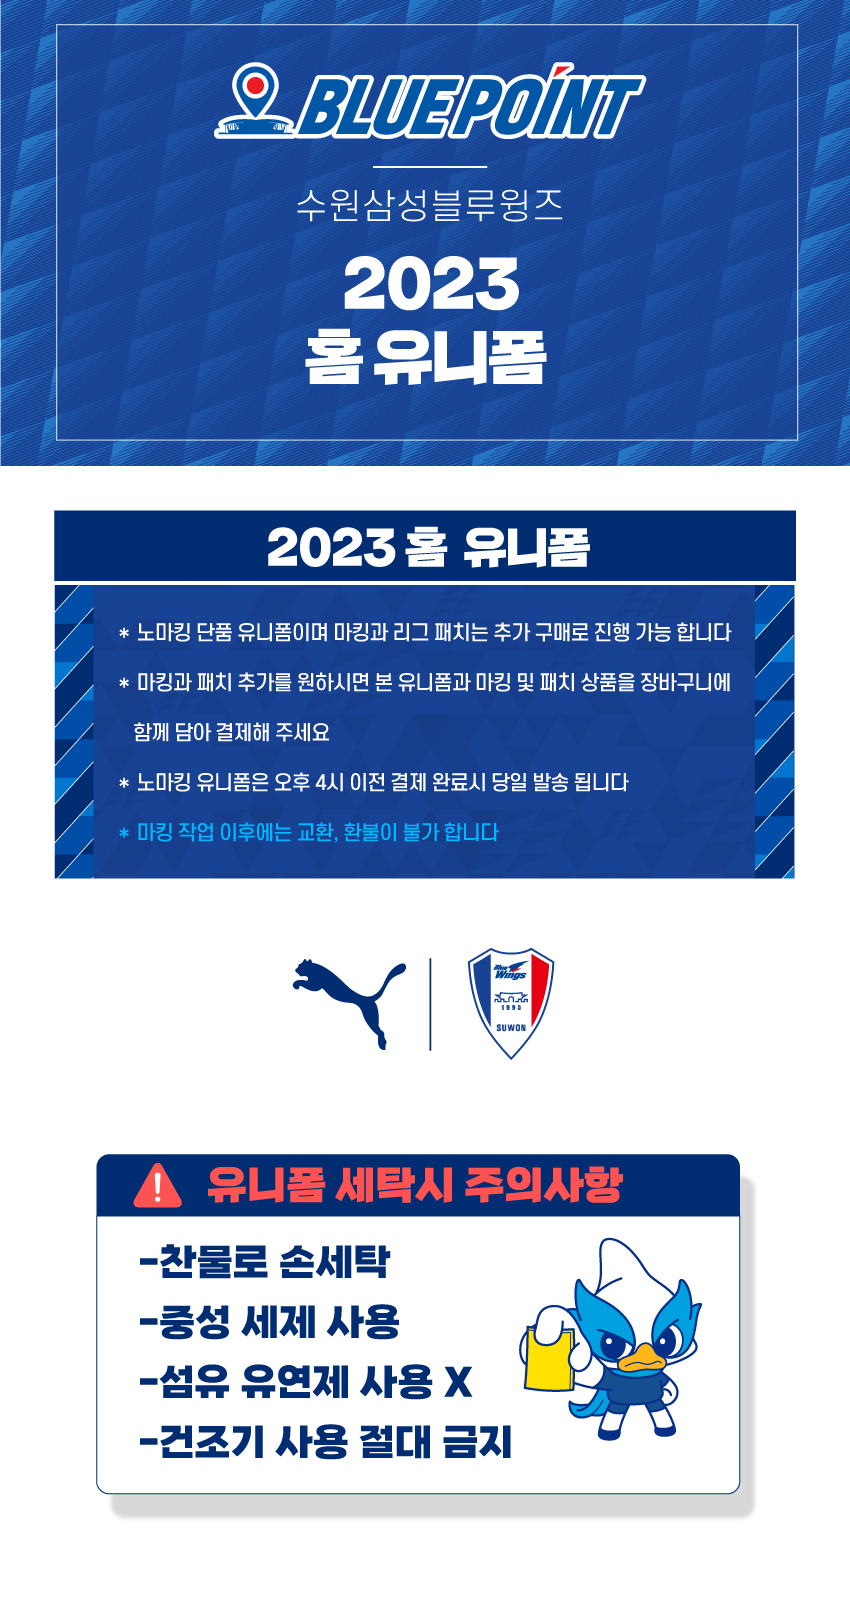 BLUEPOINT
수원삼성블루윙즈
2023
홈 유니폼
2023 홈 유니폼
* 노마킹 단품 유니폼이며 마킹과 리그 패치는 추가 구매로 진행 가능 합니다
* 마킹과 패치 추가를 원하시면 본 유니폼과 마킹 및 패치 상품을 장바구니에
함께 담아 결제해 주세요
* 노마킹 유니폼은 오후 4시 이전 결제 완료시 당일 발송 됩니다
* 마킹 작업 이후에는 교환, 환불이 불가 합니다
Blue
Wings
1995
SUWON
유니폼 세탁시 주의사항
-찬물로 손세탁
-중성 세제 사용
-섬유 유연제 사용 X
-건조기 사용 절대 금지